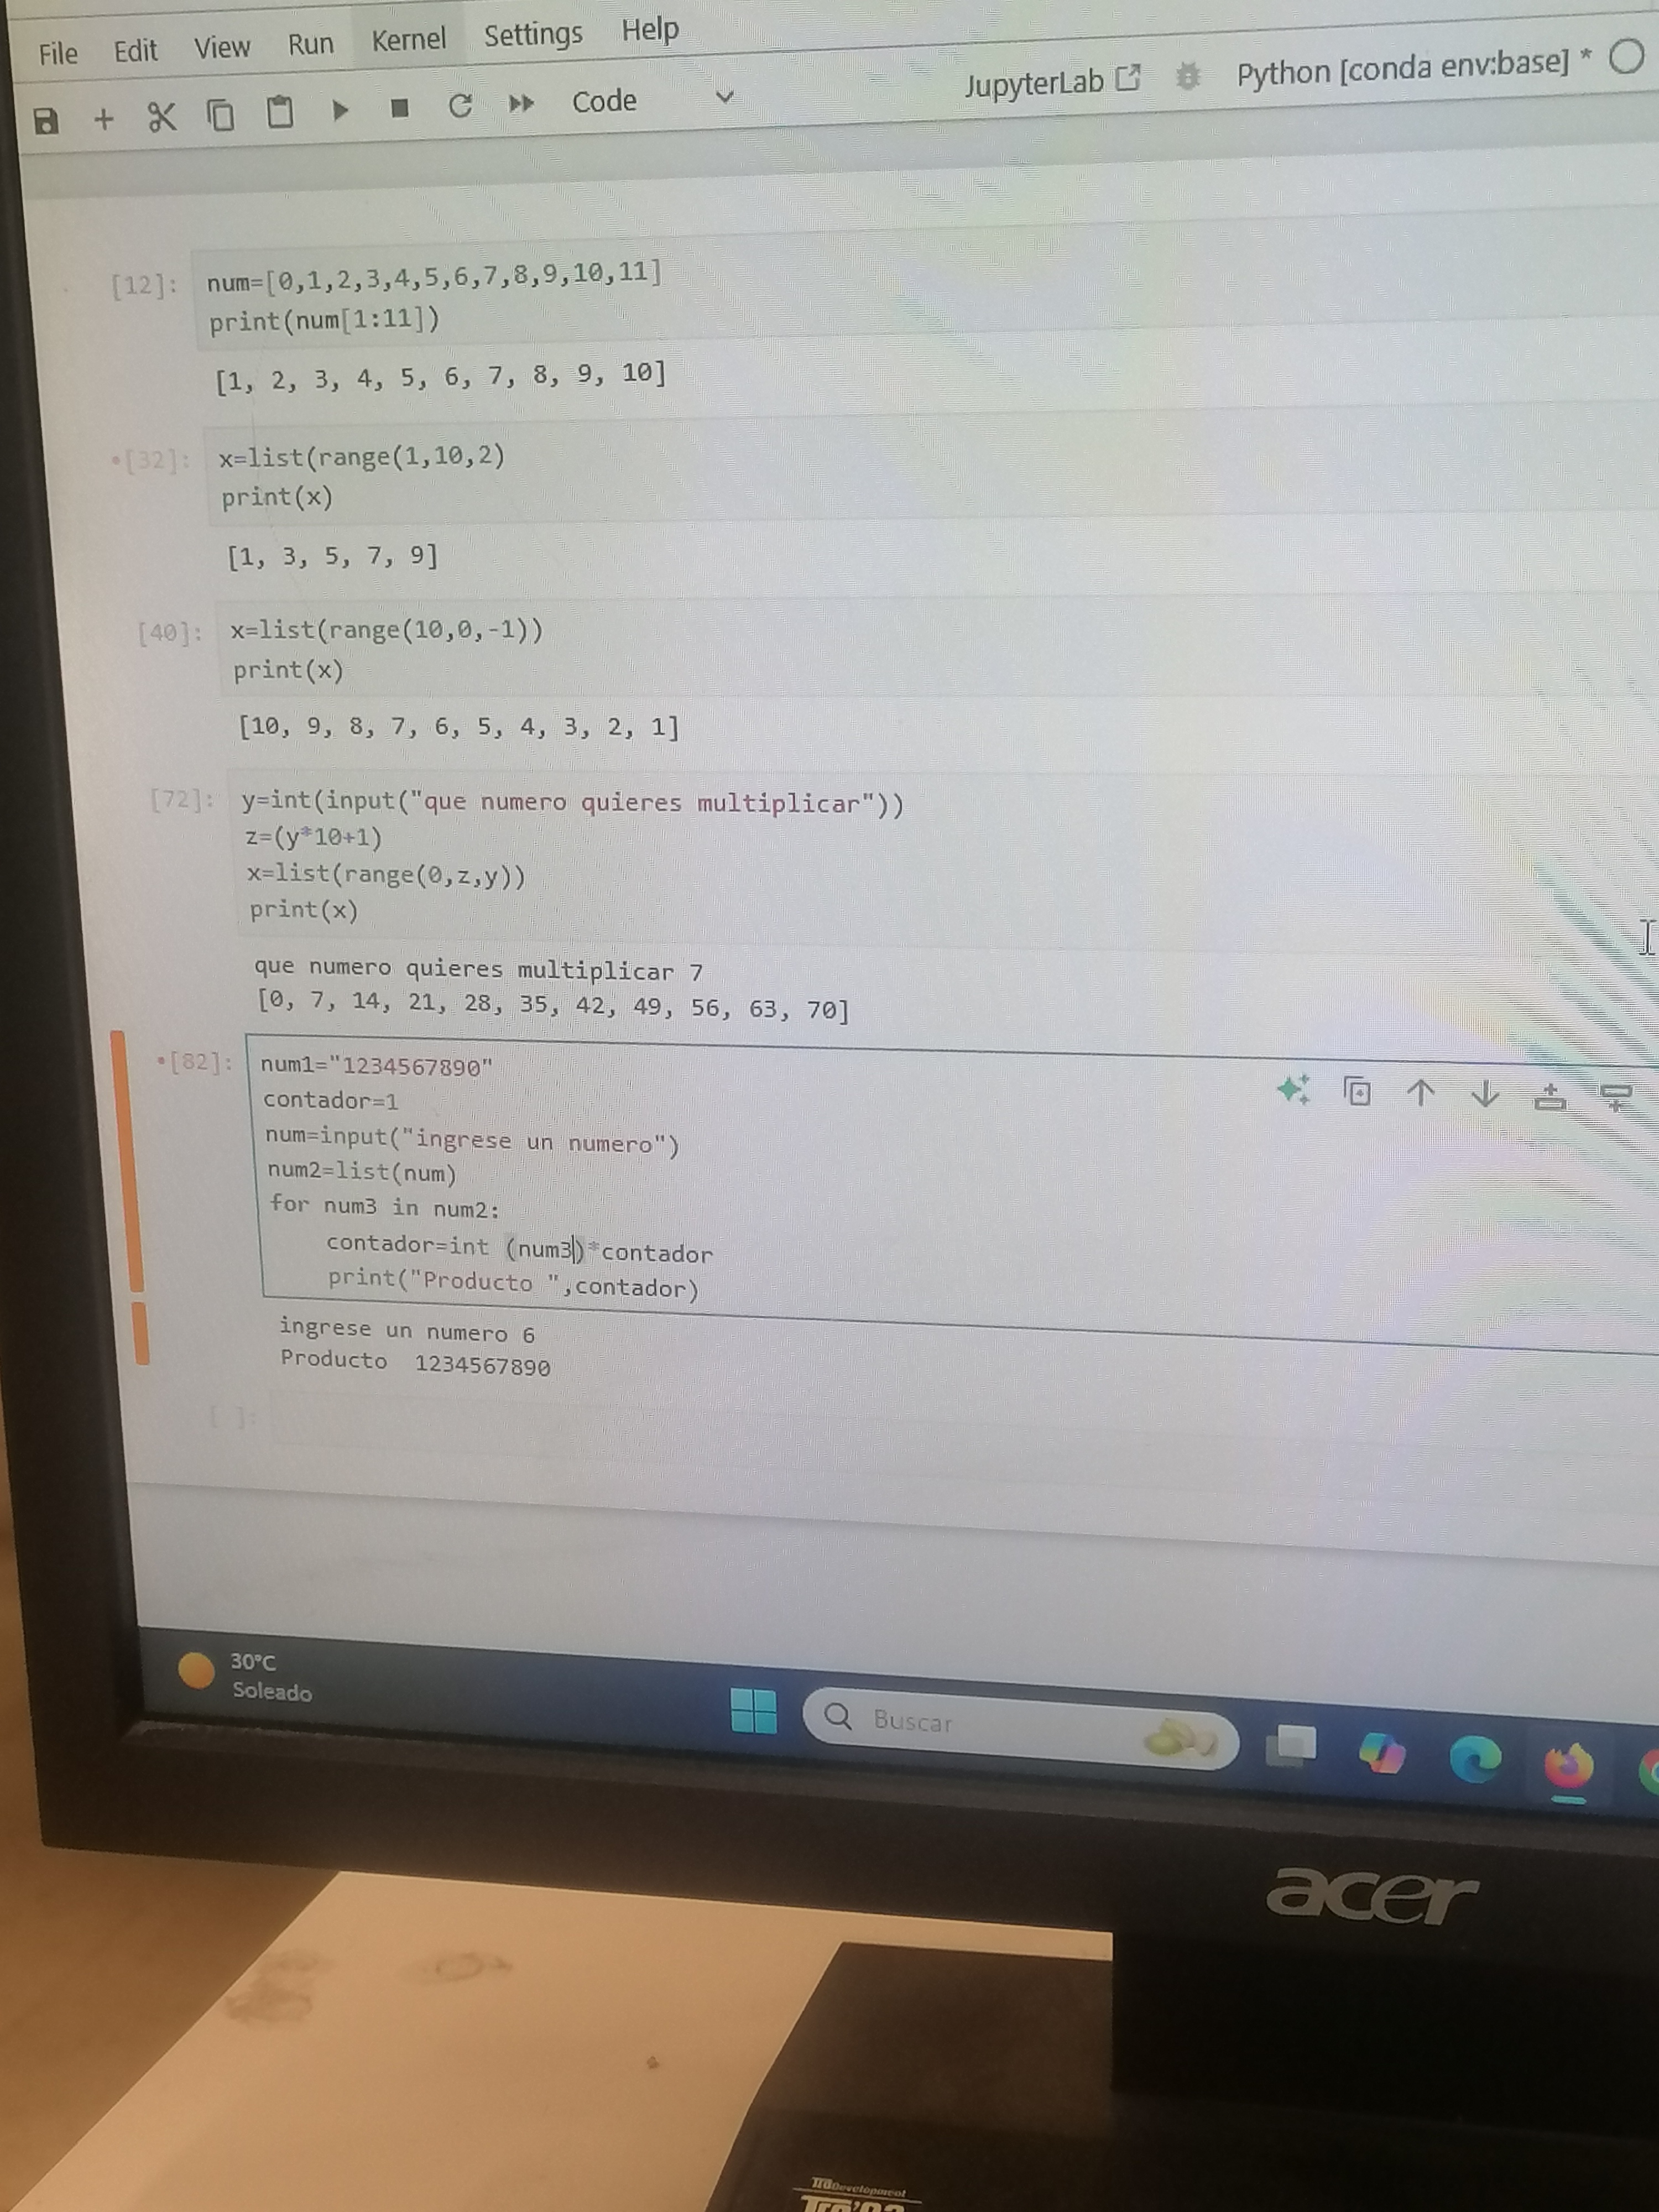 File Edit View Run Kernel Settings Help
Code JupyterLab Python [conda env:base] *
[12]: num=[0,1,2,3,4,5,6,7,8,9,10,11]
print(num[1:11])
[1, 2, 3, 4, 5, 6, 7, 8, 9, 10]
•[32]: x=list(range(1,10,2)
print(x)
[1, 3, 5, 7, 9]
[40]: x=list(range(10,0,-1))
print(x)
[10, 9, 8, 7, 6, 5, 4, 3, 2, 1]
[72]: y=int(input("que numero quieres multiplicar"))
z=(y*10+1)
x=list(range(0,z,y))
print(x)
que numero quieres multiplicar 7
[0, 7, 14, 21, 28, 35, 42, 49, 56, 63, 70]
•[82]: num1="1234567890"
contador=1
num=input("ingrese un numero")
num2=list(num)
for num3 in num2:
contador=int (num3)*contador
print("Producto ",contador)
ingrese un numero 6
Producto  1234567890
[ ]:
30°C
Soleado
Buscar
acer